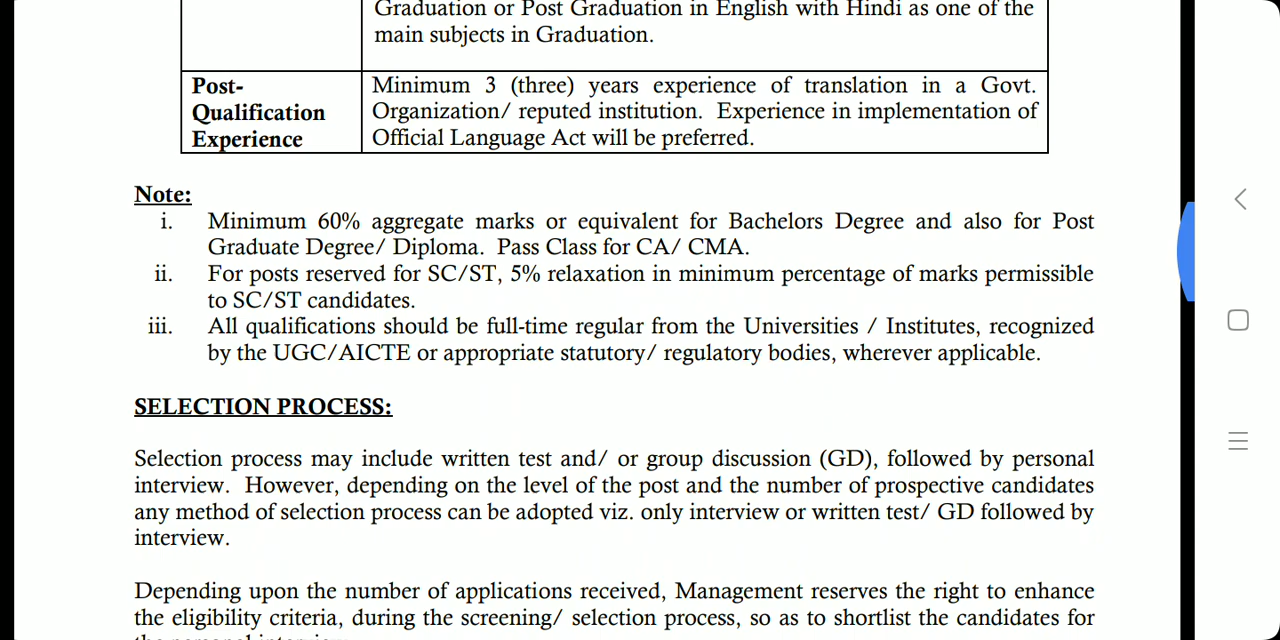 Graduation or Post Graduation in English with Hindi as one of the
main subjects in Graduation.
Post-
Qualification
Experience
Minimum 3 (three) years experience of translation in a Govt.
Organization/ reputed institution. Experience in implementation of
Official Language Act will be preferred.
Note:
i. Minimum 60% aggregate marks or equivalent for Bachelors Degree and also for Post
Graduate Degree/ Diploma. Pass Class for CA/ CMA.
ii. For posts reserved for SC/ST, 5% relaxation in minimum percentage of marks permissible
to SC/ST candidates.
iii. All qualifications should be full-time regular from the Universities / Institutes, recognized
by the UGC/AICTE or appropriate statutory/ regulatory bodies, wherever applicable.
SELECTION PROCESS:
Selection process may include written test and/ or group discussion (GD), followed by personal
interview. However, depending on the level of the post and the number of prospective candidates
any method of selection process can be adopted viz. only interview or written test/ GD followed by
interview.
Depending upon the number of applications received, Management reserves the right to enhance
the eligibility criteria, during the screening/ selection process, so as to shortlist the candidates for